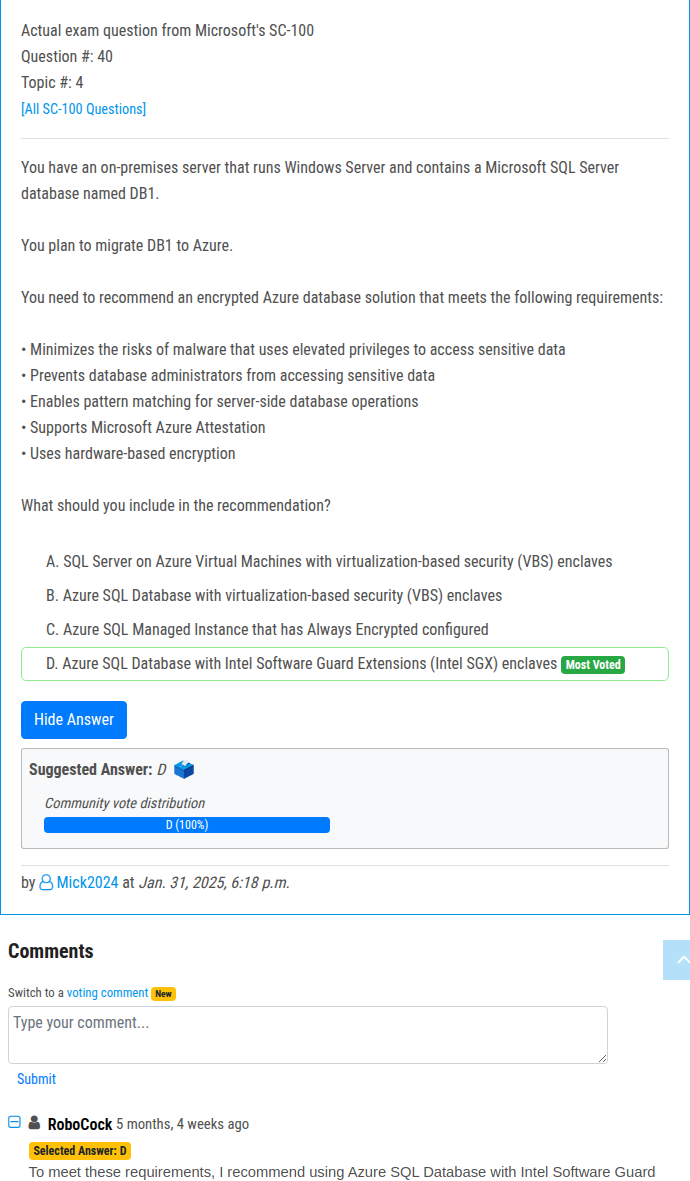 Actual exam question from Microsoft's SC-100
Question #: 40
Topic #: 4
[All SC-100 Questions]
You have an on-premises server that runs Windows Server and contains a Microsoft SQL Server
database named DB1.
You plan to migrate DB1 to Azure.
You need to recommend an encrypted Azure database solution that meets the following requirements:
• Minimizes the risks of malware that uses elevated privileges to access sensitive data
• Prevents database administrators from accessing sensitive data
• Enables pattern matching for server-side database operations
• Supports Microsoft Azure Attestation
• Uses hardware-based encryption
What should you include in the recommendation?
A. SQL Server on Azure Virtual Machines with virtualization-based security (VBS) enclaves
B. Azure SQL Database with virtualization-based security (VBS) enclaves
C. Azure SQL Managed Instance that has Always Encrypted configured
D. Azure SQL Database with Intel Software Guard Extensions (Intel SGX) enclaves Most Voted
Hide Answer
Suggested Answer: D
Community vote distribution
D (100%)
by Mick2024 at Jan. 31, 2025, 6:18 p.m.
Comments
Switch to a voting comment New
Type your comment...
Submit
RoboCock 5 months, 4 weeks ago
Selected Answer: D
To meet these requirements, I recommend using Azure SQL Database with Intel Software Guard